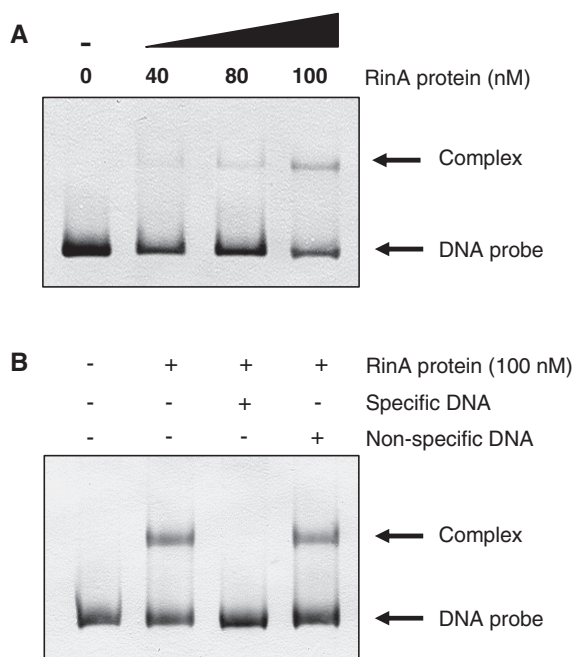 A
-
0 40 80 100 RinA protein (nM)
Complex
DNA probe
B - + + + RinA protein (100 nM)
- - + - Specific DNA
- - - + Non-specific DNA
Complex
DNA probe